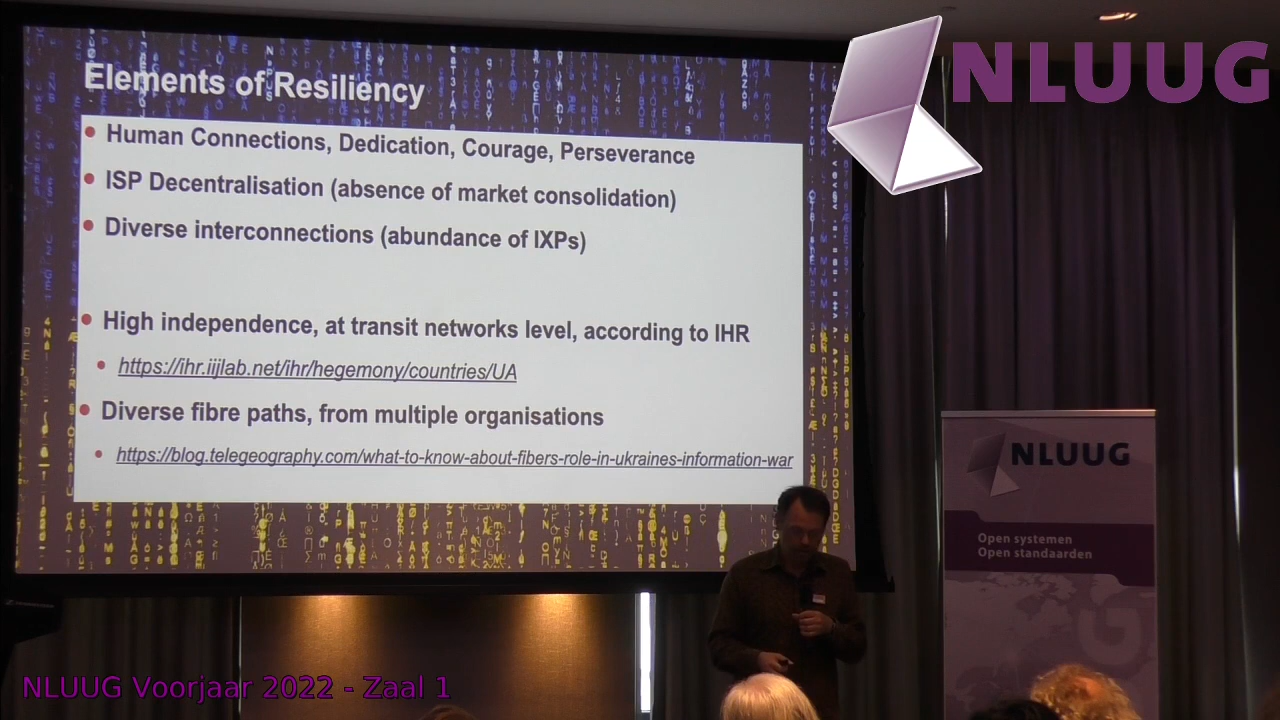 NLUUG
Elements of Resiliency
Human Connections, Dedication, Courage, Perseverance
ISP Decentralisation (absence of market consolidation)
Diverse interconnections (abundance of IXPs)
High independence, at transit networks level, according to IHR
https://ihr.iijlab.net/ihr/hegemony/countries/UA
Diverse fibre paths, from multiple organisations
https://blog.telegeography.com/what-to-know-about-fibers-role-in-ukraines-information-war
NLUUG
Open systemen
Open standaarden
NLUUG Voorjaar 2022 - Zaal 1